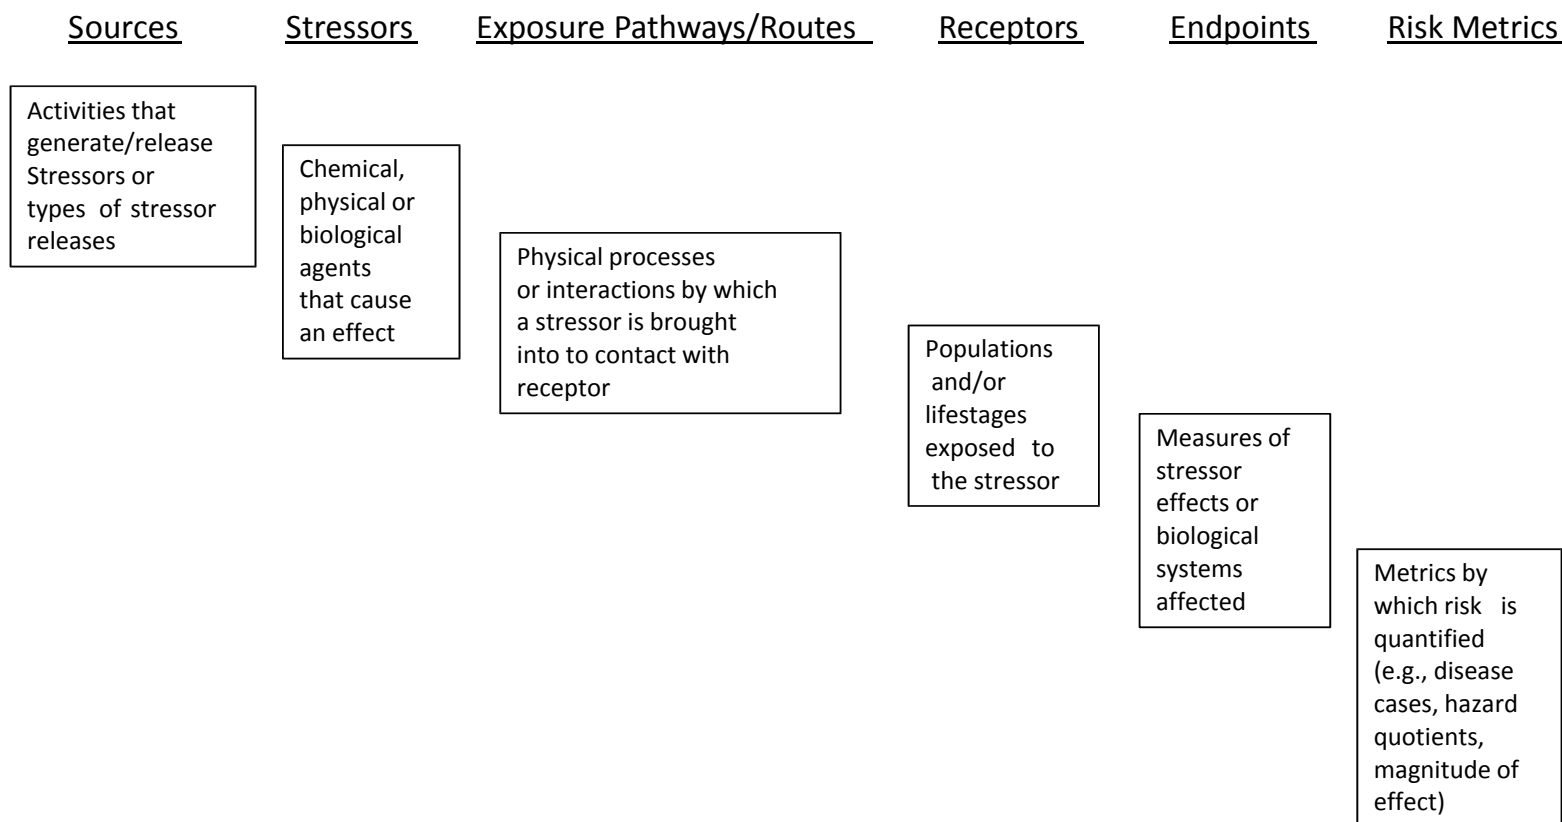 Sources Stressors Exposure Pathways/Routes Receptors Endpoints Risk Metrics
Activities that
generate/release
Stressors or
types of stressor
releases
Chemical,
physical or
biological
agents
that cause
an effect
Physical processes
or interactions by which
a stressor is brought
into to contact with
receptor
Populations
and/or
lifestages
exposed to
the stressor
Measures of
stressor
effects or
biological
systems
affected
Metrics by
which risk is
quantified
(e.g., disease
cases, hazard
quotients,
magnitude of
effect)